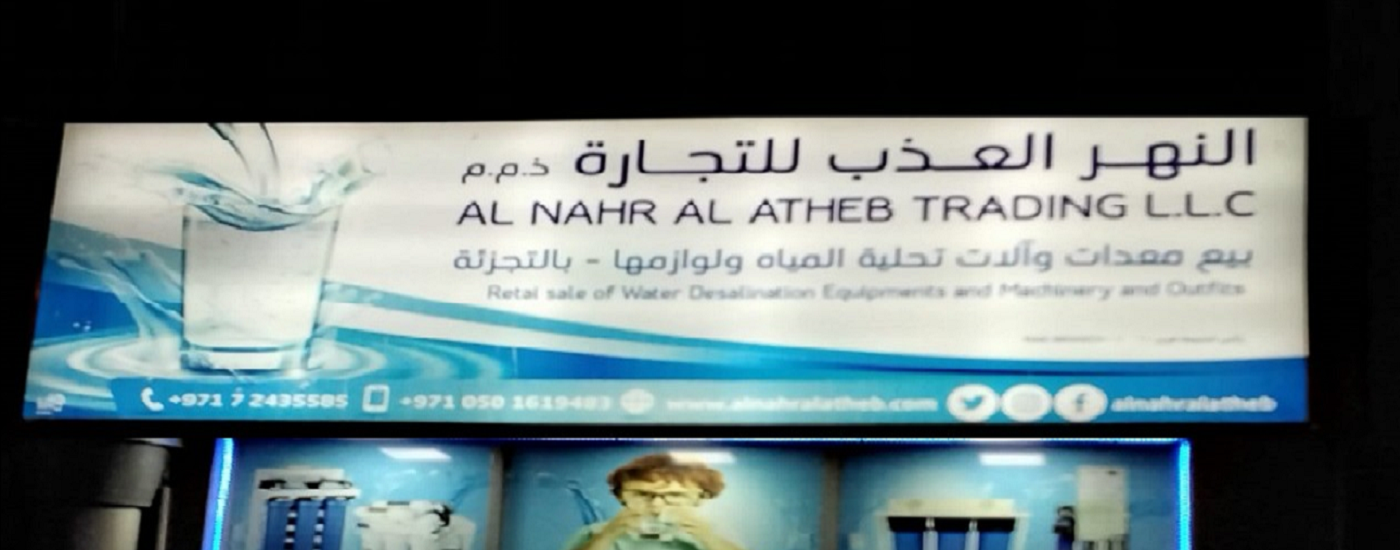 النهر العذب للتجارة ذ.م.م
AL NAHR AL ATHEB TRADING L.L.C
بيع معدات وآلات تحلية المياه ولوازمها - بالتجزئة
Retal sale of Water Desalination Equipments and Machinery and Outfits
+971 7 2435585 +971 050 1619483 www.alnahralatheb.com alnahralatheb